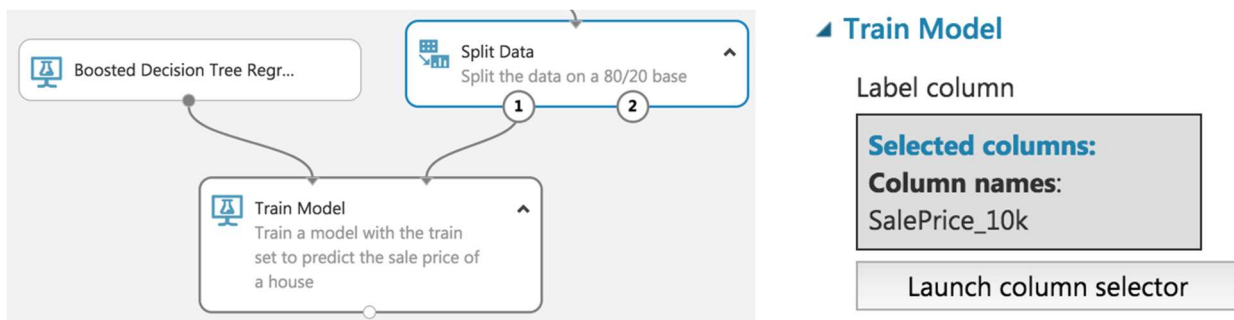 Boosted Decision Tree Regr...
Split Data
Split the data on a 80/20 base
1
2
Train Model
Train a model with the train
set to predict the sale price of
a house
Train Model
Label column
Selected columns:
Column names:
SalePrice_10k
Launch column selector